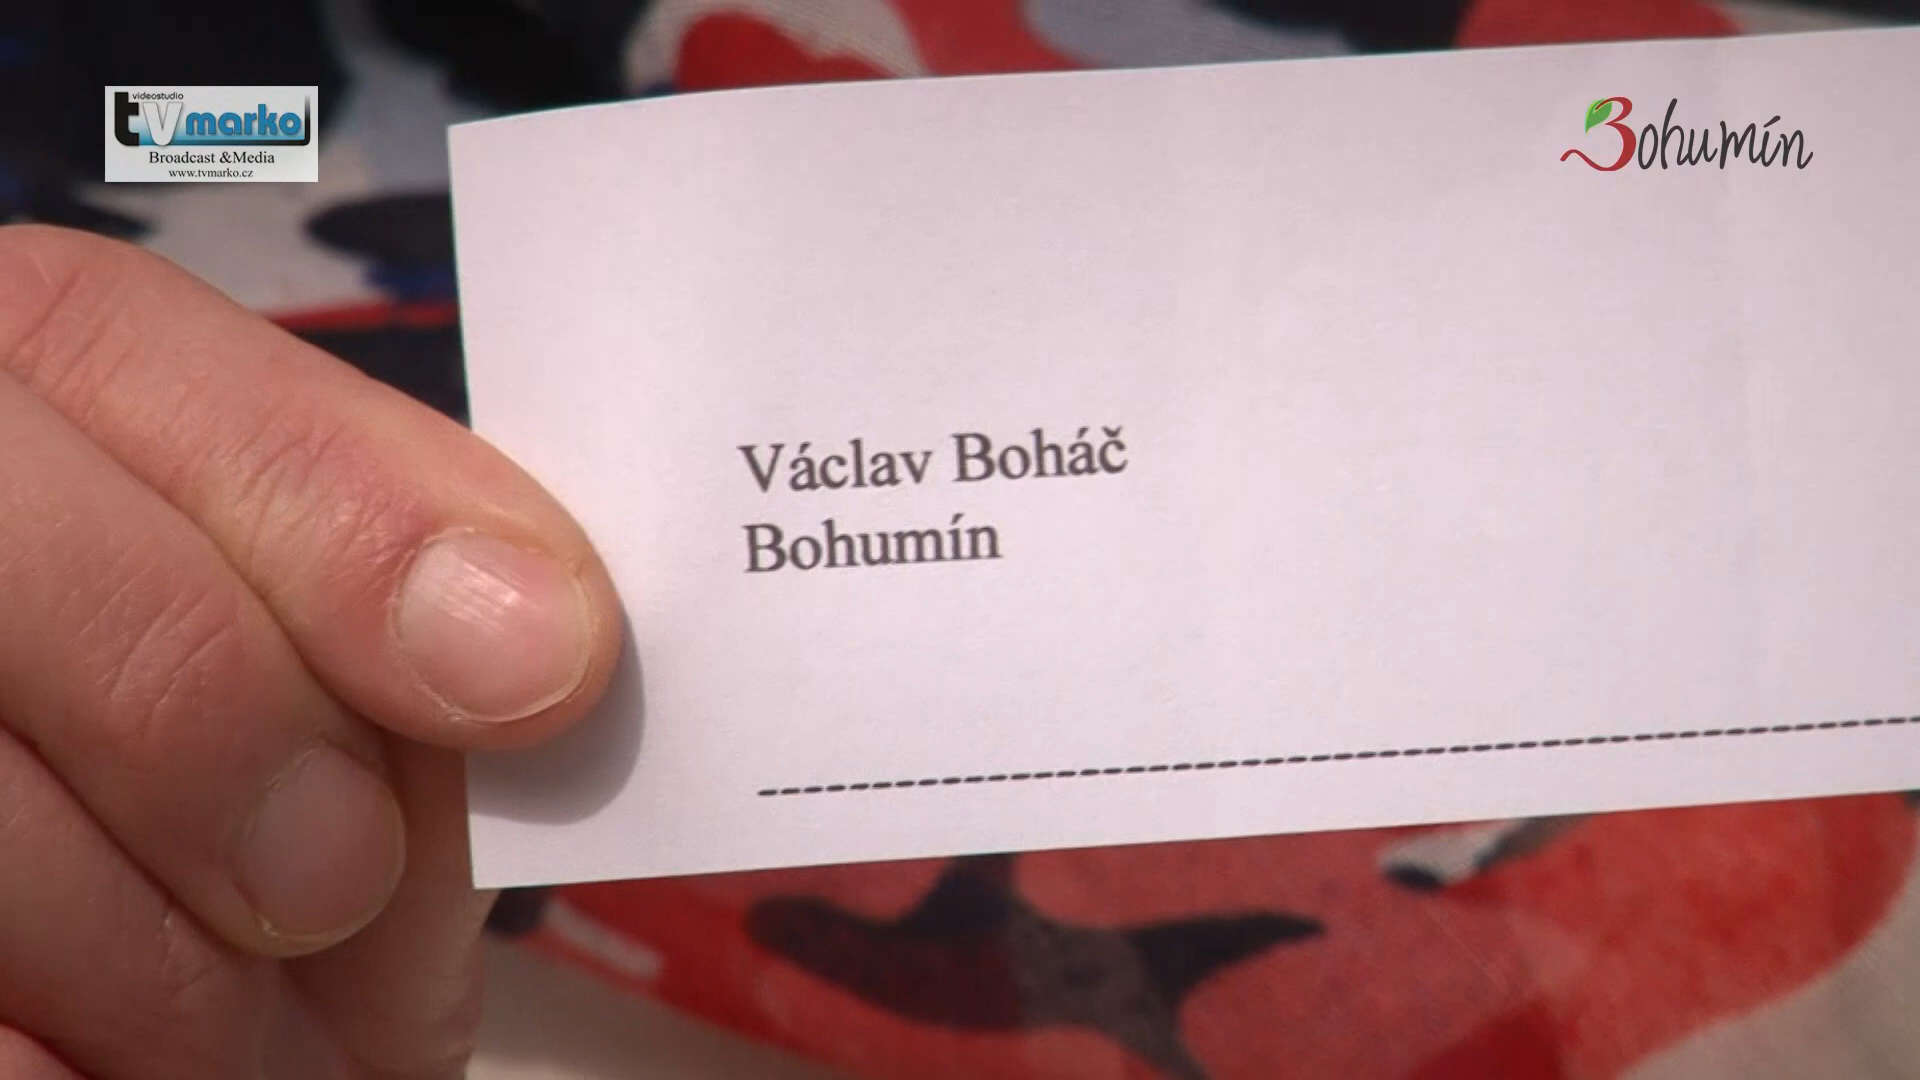 videostudio
tvmarko
Broadcast &Media
www.tvmarko.cz
Bohumín
Václav Boháč
Bohumín
--------------------------------------------------